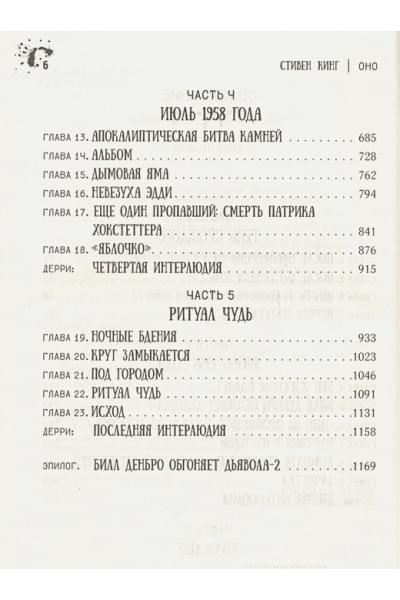 6
СТИВЕН КИНГ | ОНО
ЧАСТЬ 4
ИЮЛЬ 1958 ГОДА
ГЛАВА 13. АПОКАЛИПТИЧЕСКАЯ БИТВА КАМНЕЙ . . . . . . . . . 685
ГЛАВА 14. АЛЬБОМ . . . . . . . . . . . . . . . . . . . . . . . . . . . . 728
ГЛАВА 15. ДЫМОВАЯ ЯМА . . . . . . . . . . . . . . . . . . . . . . . 762
ГЛАВА 16. НЕВЕЗУХА ЭДДИ . . . . . . . . . . . . . . . . . . . . . . 794
ГЛАВА 17. ЕЩЕ ОДИН ПРОПАВШИЙ: СМЕРТЬ ПАТРИКА
ХОКСТЕТТЕРА . . . . . . . . . . . . . . . . . . . . . . . . 841
ГЛАВА 18. «ЯБЛОЧКО» . . . . . . . . . . . . . . . . . . . . . . . . . 876
ДЕРРИ: ЧЕТВЕРТАЯ ИНТЕРЛЮДИЯ . . . . . . . . . . . . . . . . 915
ЧАСТЬ 5
РИТУАЛ ЧУДЬ
ГЛАВА 19. НОЧНЫЕ БДЕНИЯ . . . . . . . . . . . . . . . . . . . . . 933
ГЛАВА 20. КРУГ ЗАМЫКАЕТСЯ . . . . . . . . . . . . . . . . . . . 1023
ГЛАВА 21. ПОД ГОРОДОМ . . . . . . . . . . . . . . . . . . . . . . 1046
ГЛАВА 22. РИТУАЛ ЧУДЬ . . . . . . . . . . . . . . . . . . . . . . . 1091
ГЛАВА 23. ИСХОД . . . . . . . . . . . . . . . . . . . . . . . . . . . . 1131
ДЕРРИ: ПОСЛЕДНЯЯ ИНТЕРЛЮДИЯ . . . . . . . . . . . . . . . 1158
ЭПИЛОГ. БИЛЛ ДЕНБРО ОБГОНЯЕТ ДЬЯВОЛА-2 . . . . . . . . 1169